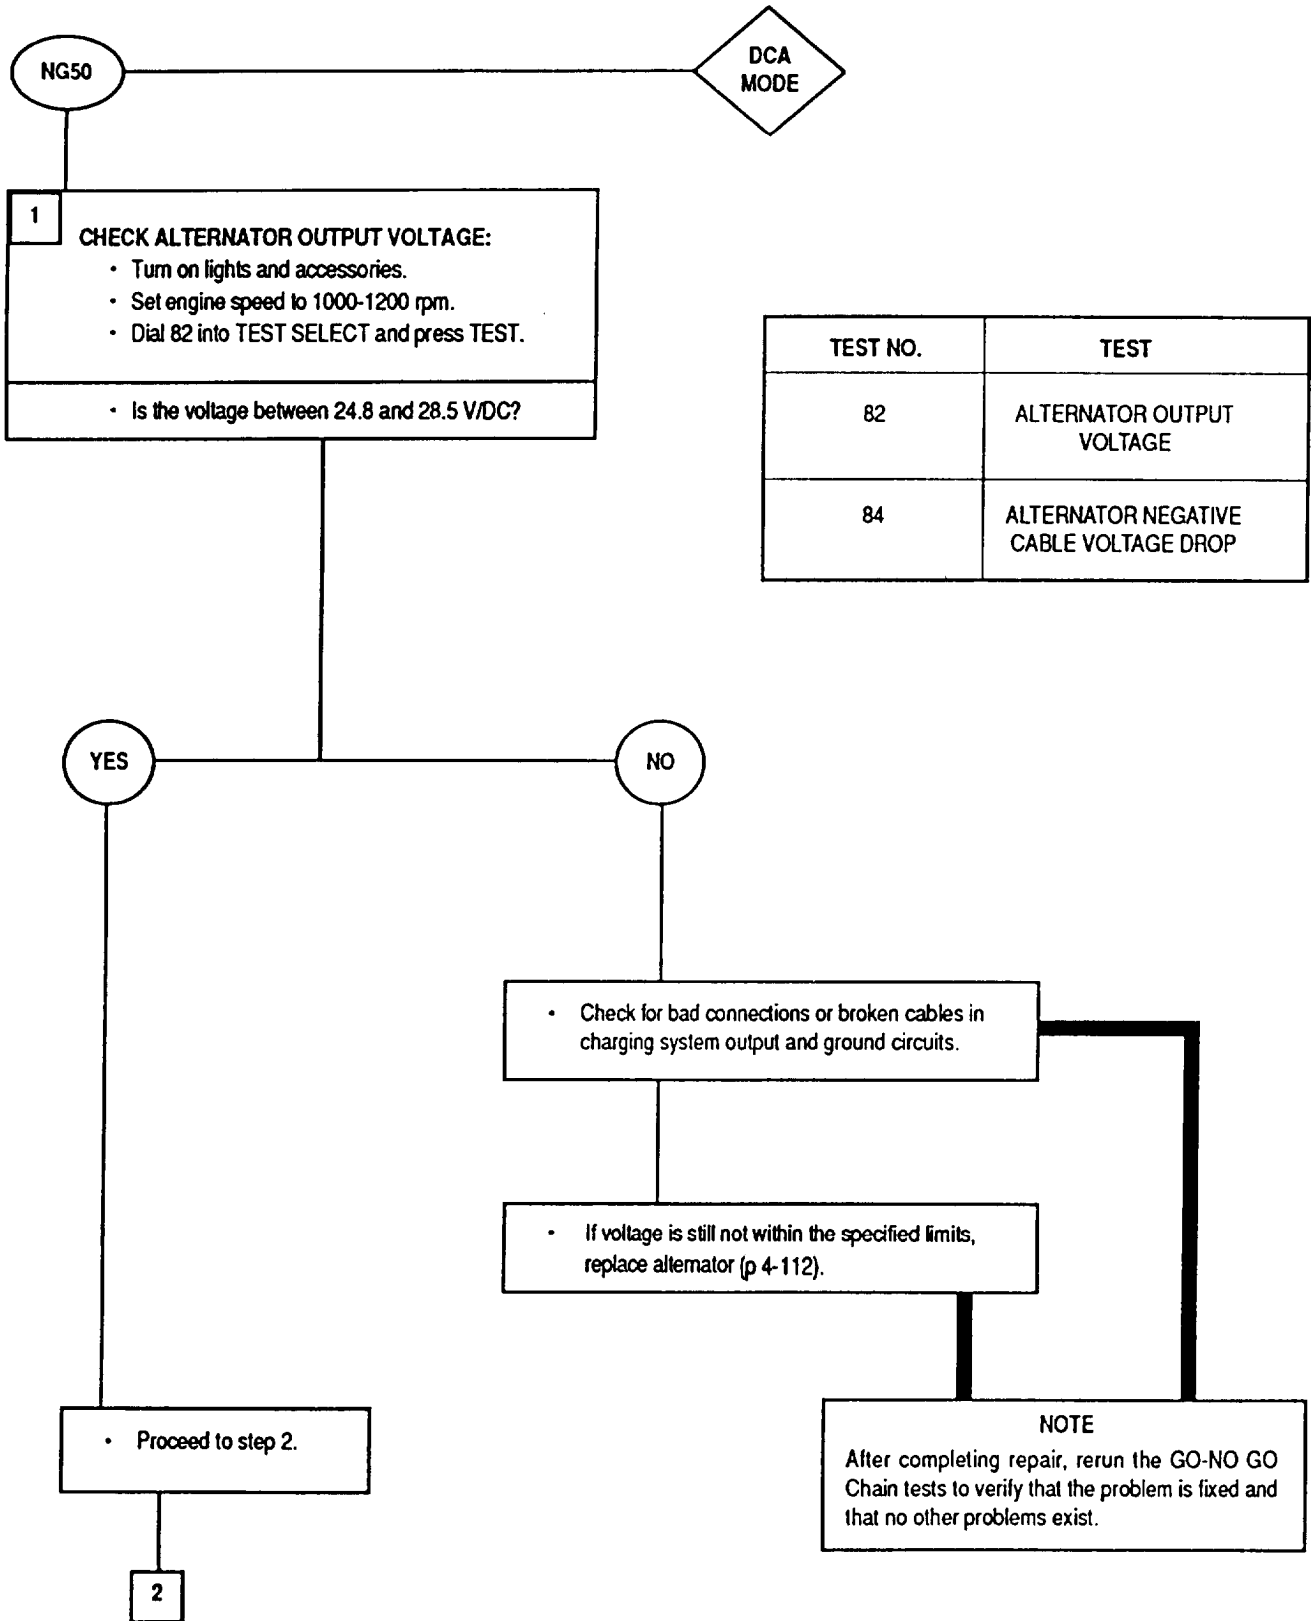 NG50
DCA
MODE
1
CHECK ALTERNATOR OUTPUT VOLTAGE:
· Turn on lights and accessories.
· Set engine speed to 1000-1200 rpm.
· Dial 82 into TEST SELECT and press TEST.
· Is the voltage between 24.8 and 28.5 V/DC?
TEST NO. TEST
82 ALTERNATOR OUTPUT
VOLTAGE
84 ALTERNATOR NEGATIVE
CABLE VOLTAGE DROP
YES
NO
· Check for bad connections or broken cables in
charging system output and ground circuits.
· If voltage is still not within the specified limits,
replace alternator (p 4-112).
· Proceed to step 2.
NOTE
After completing repair, rerun the GO-NO GO
Chain tests to verify that the problem is fixed and
that no other problems exist.
2